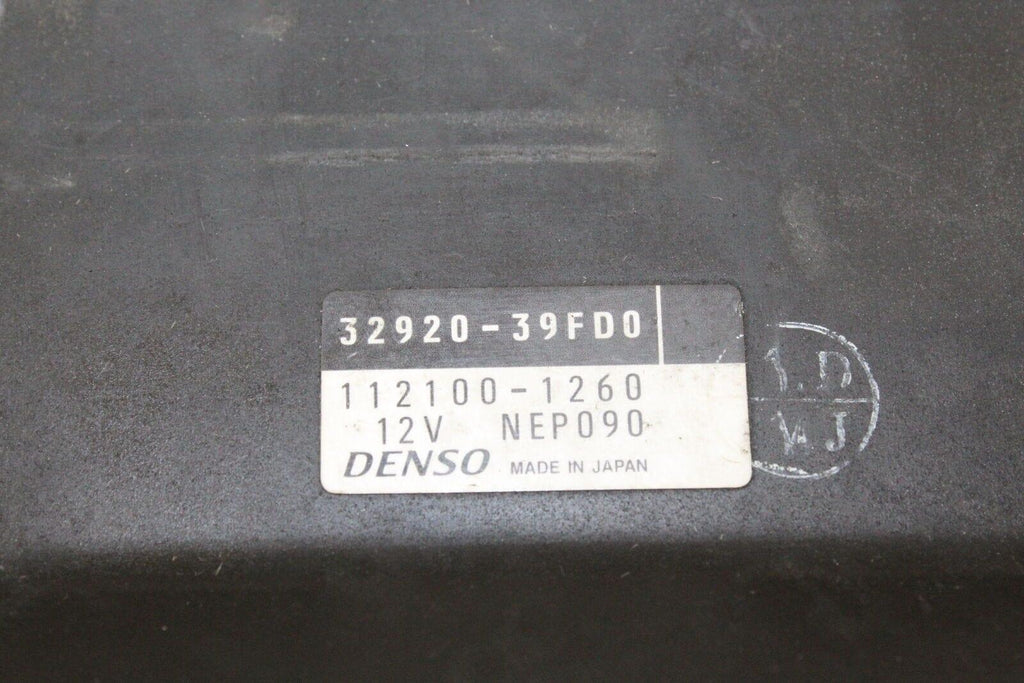 32920-39FD0
112100-1260
12V NEP090
DENSO MADE IN JAPAN